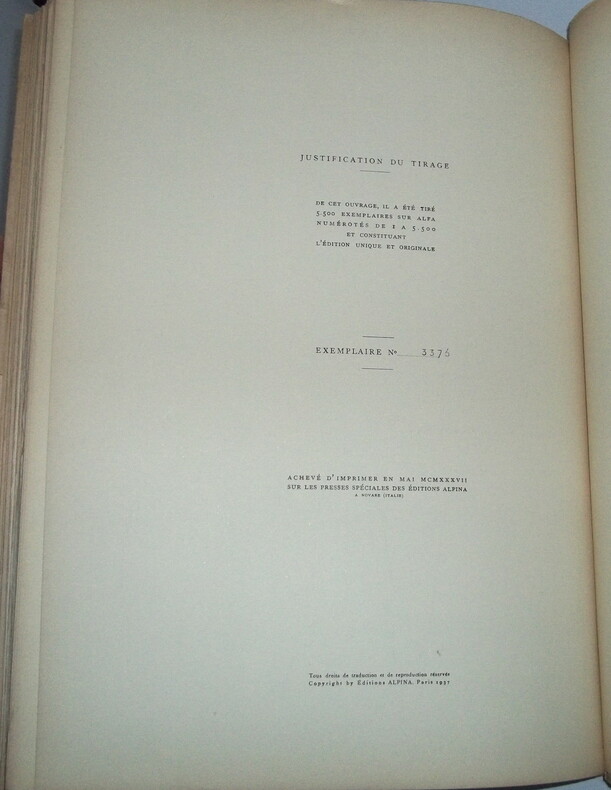 JUSTIFICATION DU TIRAGE
DE CET OUVRAGE, IL A ÉTÉ TIRÉ
5.500 EXEMPLAIRES SUR ALFA
NUMÉROTÉS DE 1 A 5.500
ET CONSTITUANT
L'ÉDITION UNIQUE ET ORIGINALE
EXEMPLAIRE No 3376
ACHEVÉ D'IMPRIMER EN MAI MCMXXXVII
SUR LES PRESSES SPÉCIALES DES ÉDITIONS ALPINA
A NOVARE (ITALIE)
Tous droits de traduction et de reproduction réservés
Copyright by Éditions ALPINA, Paris 1937